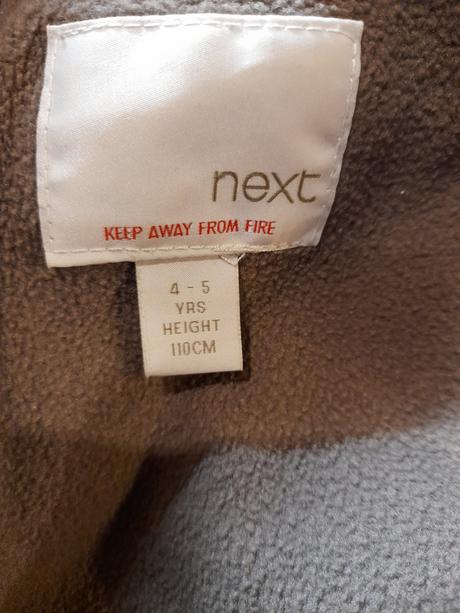 next
KEEP AWAY FROM FIRE
4 - 5
YRS
HEIGHT
110CM